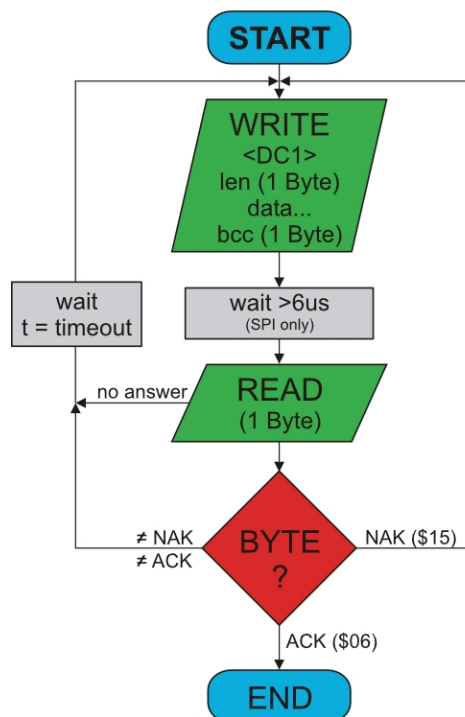 START
WRITE
<DC1>
len (1 Byte)
data...
bcc (1 Byte)
wait
t = timeout
wait >6us
(SPI only)
no answer
READ
(1 Byte)
≠ NAK
≠ ACK
BYTE
?
NAK ($15)
ACK ($06)
END